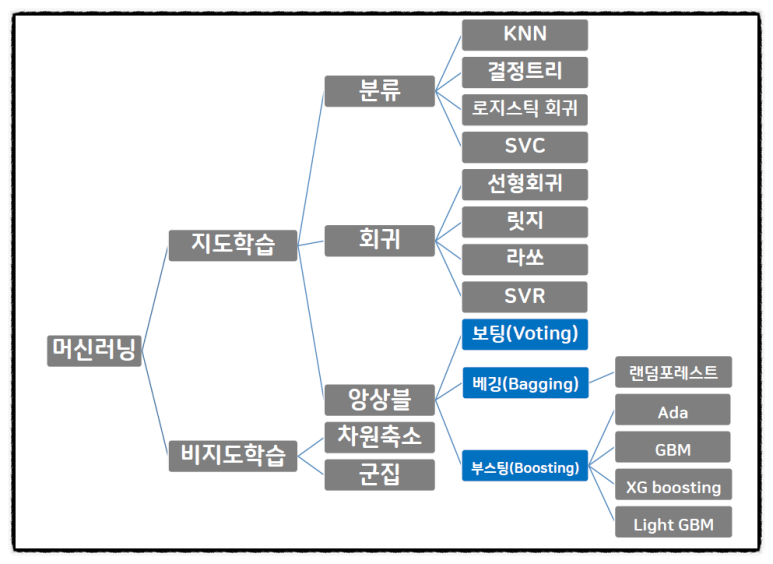 머신러닝
지도학습
분류
KNN
결정트리
로지스틱 회귀
SVC
회귀
선형회귀
릿지
라쏘
SVR
앙상블
보팅(Voting)
베깅(Bagging)
랜덤포레스트
부스팅(Boosting)
Ada
GBM
XG boosting
Light GBM
비지도학습
차원축소
군집